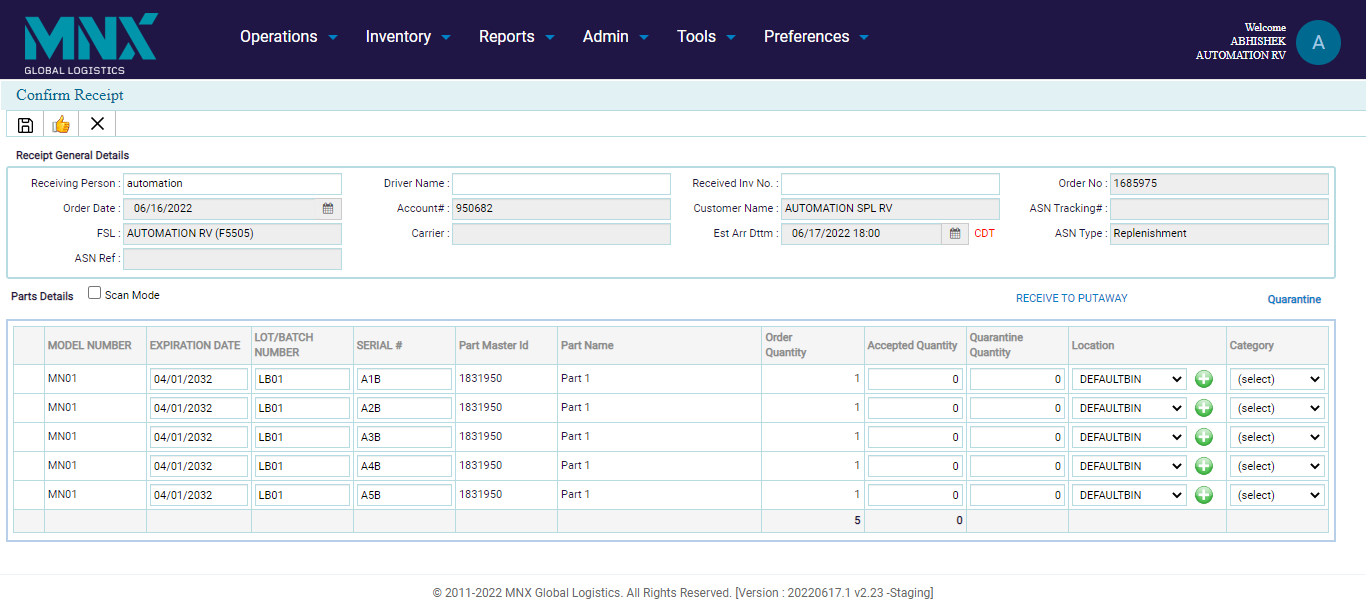 MNX
GLOBAL LOGISTICS
Operations Inventory Reports Admin Tools Preferences
Welcome
ABHISHEK
AUTOMATION RV
A
Confirm Receipt
Receipt General Details
Receiving Person : automation Driver Name : Received Inv No. : Order No : 1685975
Order Date : 06/16/2022 Account# : 950682 Customer Name : AUTOMATION SPL RV ASN Tracking# :
FSL : AUTOMATION RV (F5505) Carrier : Est Arr Dttm : 06/17/2022 18:00 CDT ASN Type : Replenishment
ASN Ref :
Parts Details Scan Mode RECEIVE TO PUTAWAY Quarantine
MODEL NUMBER EXPIRATION DATE LOT/BATCH NUMBER SERIAL # Part Master Id Part Name Order Quantity Accepted Quantity Quarantine Quantity Location Category
MN01 04/01/2032 LB01 A1B 1831950 Part 1 1 0 0 DEFAULTBIN (select)
MN01 04/01/2032 LB01 A2B 1831950 Part 1 1 0 0 DEFAULTBIN (select)
MN01 04/01/2032 LB01 A3B 1831950 Part 1 1 0 0 DEFAULTBIN (select)
MN01 04/01/2032 LB01 A4B 1831950 Part 1 1 0 0 DEFAULTBIN (select)
MN01 04/01/2032 LB01 A5B 1831950 Part 1 1 0 0 DEFAULTBIN (select)
5 0
© 2011-2022 MNX Global Logistics. All Rights Reserved. [Version : 20220617.1 v2.23 -Staging]